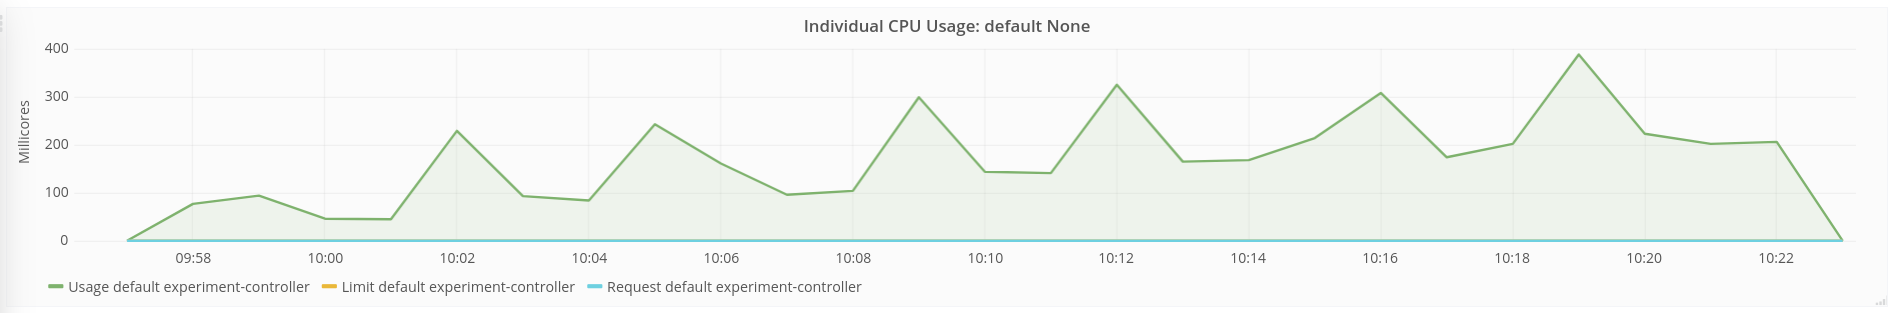 Individual CPU Usage: default None
400
300
200
100
0
Millicores
09:58 10:00 10:02 10:04 10:06 10:08 10:10 10:12 10:14 10:16 10:18 10:20 10:22
Usage default experiment-controller Limit default experiment-controller Request default experiment-controller